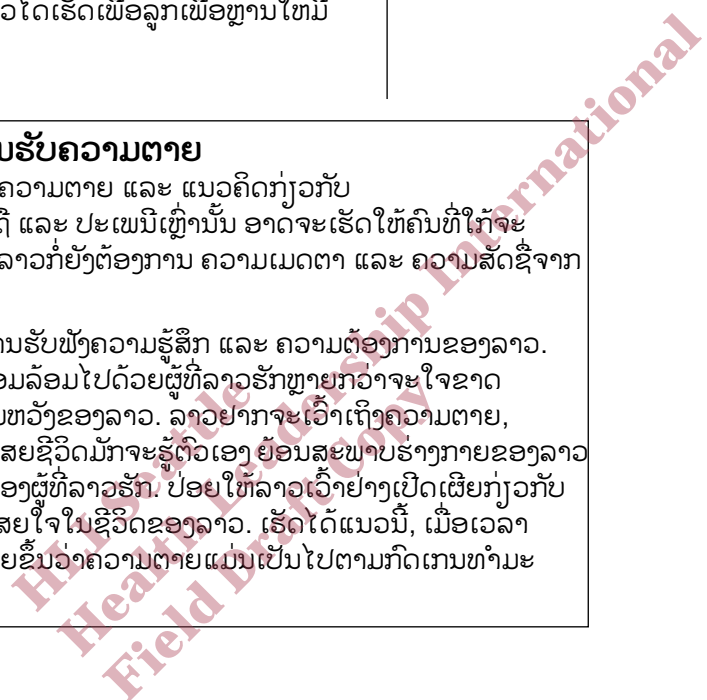 ວໄດ້ເຮັດເພື່ອລູກເພື່ອຫຼານໃຫ້ມີ
ນຮັບຄວາມຕາຍ
ຄວາມຕາຍ ແລະ ແນວຄິດກ່ຽວກັບ
ຖື ແລະ ປະເພນີເຫຼົ່ານັ້ນ ອາດຈະເຮັດໃຫ້ຄົນທີ່ໃກ້ຈະ
ລາວກໍ່ຍັງຕ້ອງການ ຄວາມເມດຕາ ແລະ ຄວາມສັດຊື່ຈາກ
ານຮັບຟັງຄວາມຮູ້ສຶກ ແລະ ຄວາມຕ້ອງການຂອງລາວ.
ອມລ້ອມໄປດ້ວຍຜູ້ທີ່ລາວຮັກຫຼາຍກວ່າຈະໃຈຂາດ
ມຫວັງຂອງລາວ. ລາວຢາກຈະເວົ້າເຖິງຄວາມຕາຍ,
ເສຍຊີວິດມັກຈະຮູ້ຕົວເອງ ຍ້ອນສະພາບຮ່າງກາຍຂອງລາວ
ອງຜູ້ທີ່ລາວຮັກ. ປ່ອຍໃຫ້ລາວເວົ້າຢ່າງເປີດເຜີຍກ່ຽວກັບ
ສຍໃຈໃນຊີວິດຂອງລາວ. ເຮັດໄດ້ແນວນີ້, ເມື່ອເວລາ
ຍຂຶ້ນວ່າຄວາມຕາຍແມ່ນເປັນໄປຕາມກົດເກນທຳມະ
HLI Seattle
Health Leadership International
Field Draft Copy